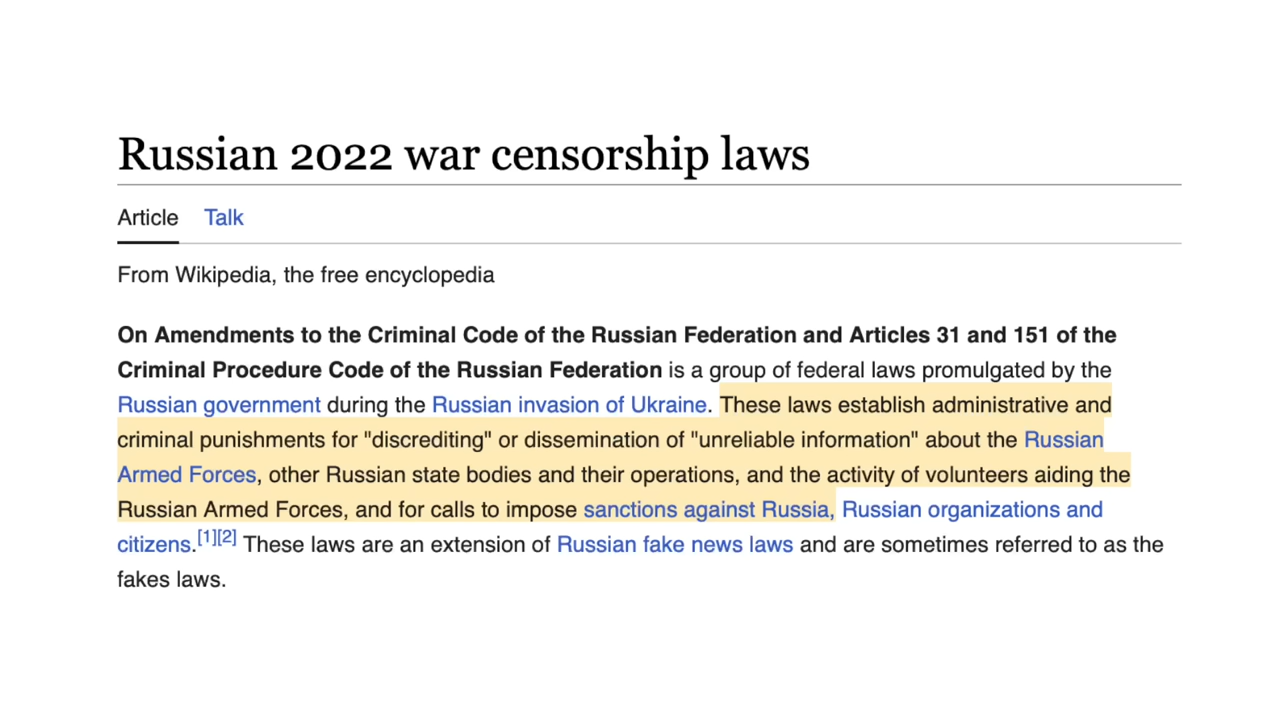 Russian 2022 war censorship laws
Article Talk
From Wikipedia, the free encyclopedia
On Amendments to the Criminal Code of the Russian Federation and Articles 31 and 151 of the
Criminal Procedure Code of the Russian Federation is a group of federal laws promulgated by the
Russian government during the Russian invasion of Ukraine. These laws establish administrative and
criminal punishments for "discrediting" or dissemination of "unreliable information" about the Russian
Armed Forces, other Russian state bodies and their operations, and the activity of volunteers aiding the
Russian Armed Forces, and for calls to impose sanctions against Russia, Russian organizations and
citizens.[1][2] These laws are an extension of Russian fake news laws and are sometimes referred to as the
fakes laws.